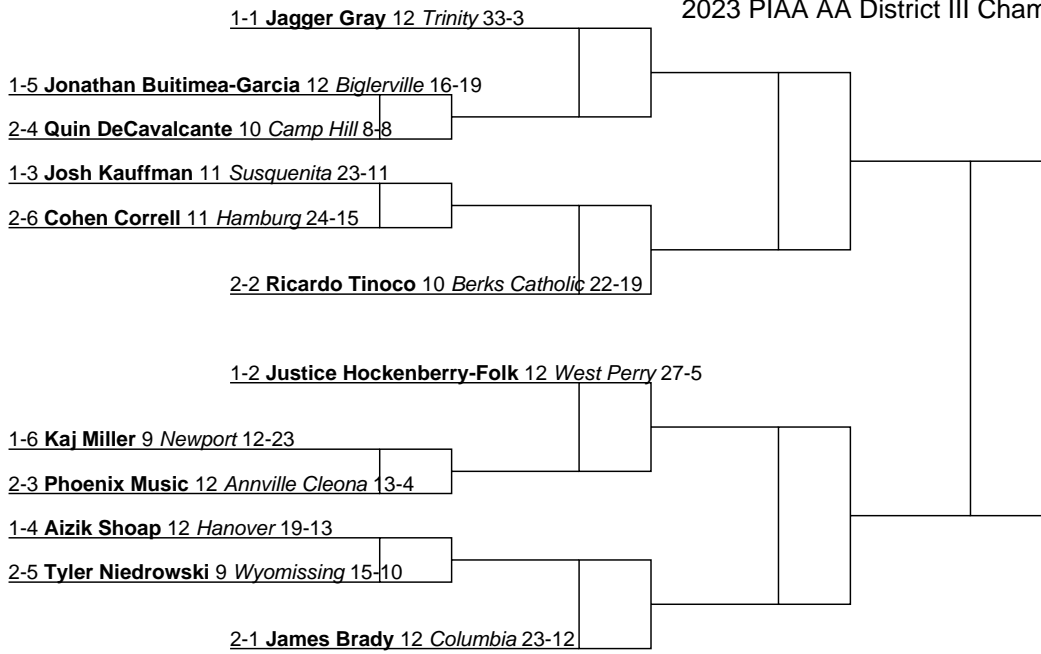 2023 PIAA AA District III Cham
1-1 Jagger Gray 12 Trinity 33-3
1-5 Jonathan Buitimea-Garcia 12 Biglerville 16-19
2-4 Quin DeCavalcante 10 Camp Hill 8-8
1-3 Josh Kauffman 11 Susquenita 23-11
2-6 Cohen Correll 11 Hamburg 24-15
2-2 Ricardo Tinoco 10 Berks Catholic 22-19
1-2 Justice Hockenberry-Folk 12 West Perry 27-5
1-6 Kaj Miller 9 Newport 12-23
2-3 Phoenix Music 12 Annville Cleona 13-4
1-4 Aizik Shoap 12 Hanover 19-13
2-5 Tyler Niedrowski 9 Wyomissing 15-10
2-1 James Brady 12 Columbia 23-12